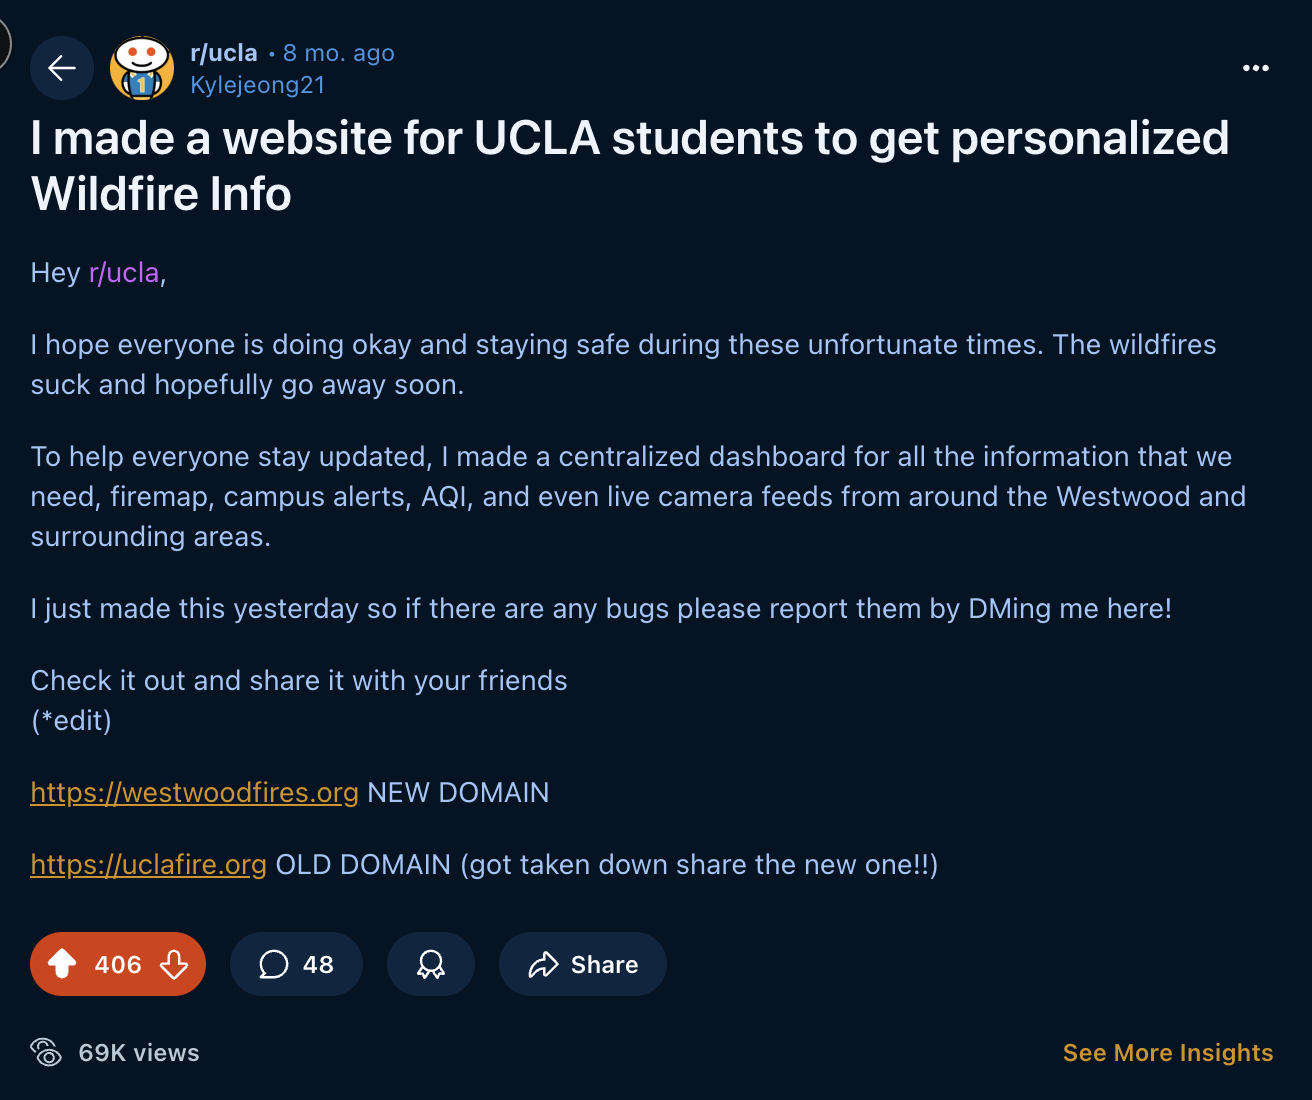 r/ucla • 8 mo. ago
Kylejeong21
I made a website for UCLA students to get personalized
Wildfire Info
Hey r/ucla,
I hope everyone is doing okay and staying safe during these unfortunate times. The wildfires
suck and hopefully go away soon.
To help everyone stay updated, I made a centralized dashboard for all the information that we
need, firemap, campus alerts, AQI, and even live camera feeds from around the Westwood and
surrounding areas.
I just made this yesterday so if there are any bugs please report them by DMing me here!
Check it out and share it with your friends
(*edit)
https://westwoodfires.org NEW DOMAIN
https://uclafire.org OLD DOMAIN (got taken down share the new one!!)
406 48 Share
69K views See More Insights